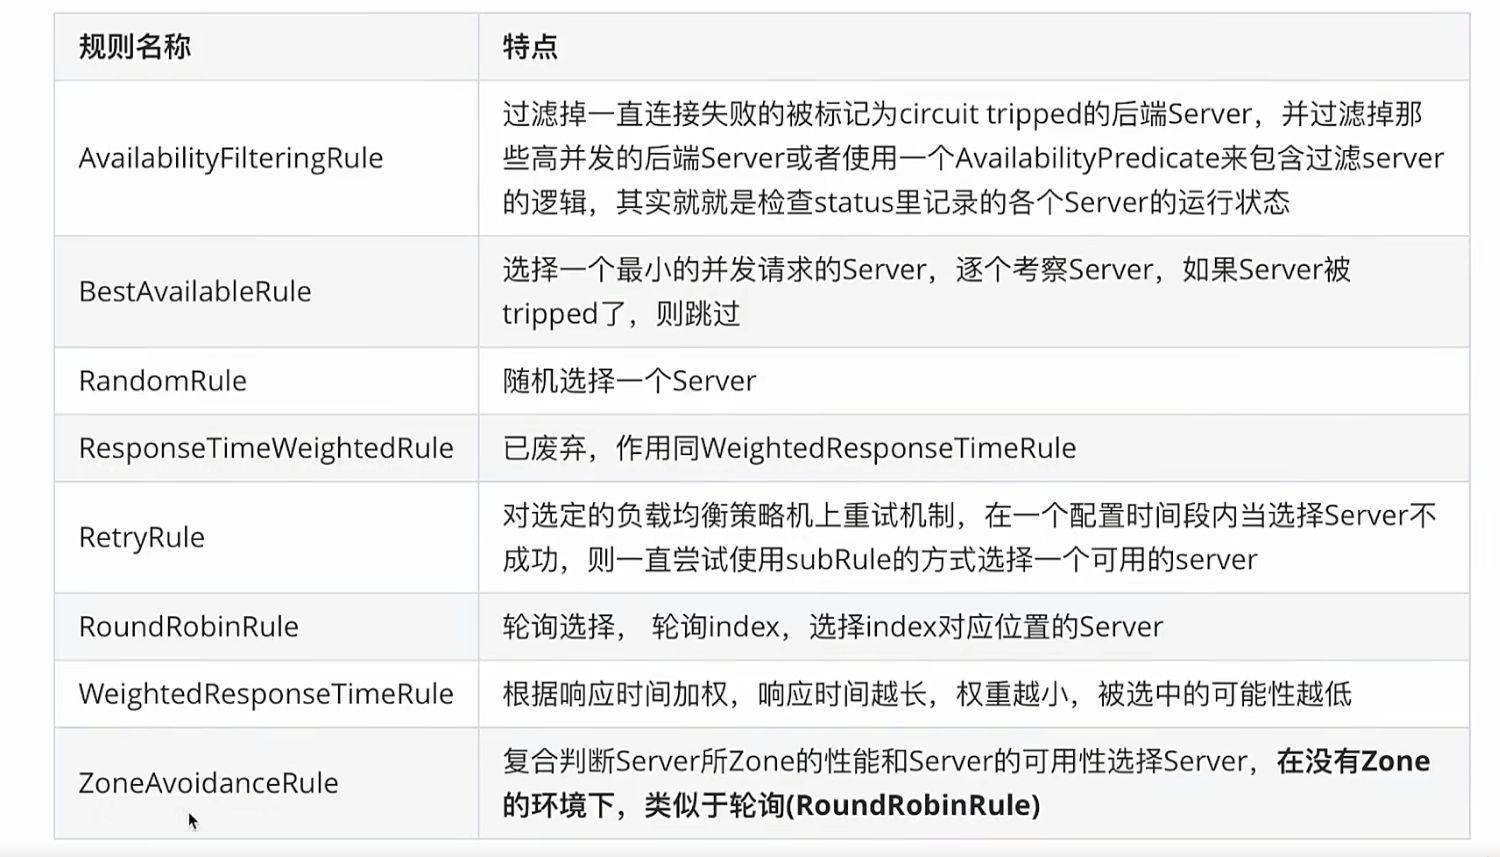 规则名称
特点
AvailabilityFilteringRule
过滤掉一直连接失败的被标记为circuit tripped的后端Server，并过滤掉那
些高并发的后端Server或者使用一个AvailabilityPredicate来包含过滤server
的逻辑，其实就就是检查status里记录的各个Server的运行状态
BestAvailableRule
选择一个最小的并发请求的Server，逐个考察Server，如果Server被
tripped了，则跳过
RandomRule
随机选择一个Server
ResponseTimeWeightedRule
已废弃，作用同WeightedResponseTimeRule
RetryRule
对选定的负载均衡策略机上重试机制，在一个配置时间段内当选择Server不
成功，则一直尝试使用subRule的方式选择一个可用的server
RoundRobinRule
轮询选择， 轮询index，选择index对应位置的Server
WeightedResponseTimeRule
根据响应时间加权，响应时间越长，权重越小，被选中的可能性越低
ZoneAvoidanceRule
复合判断Server所Zone的性能和Server的可用性选择Server，在没有Zone
的环境下，类似于轮询(RoundRobinRule)